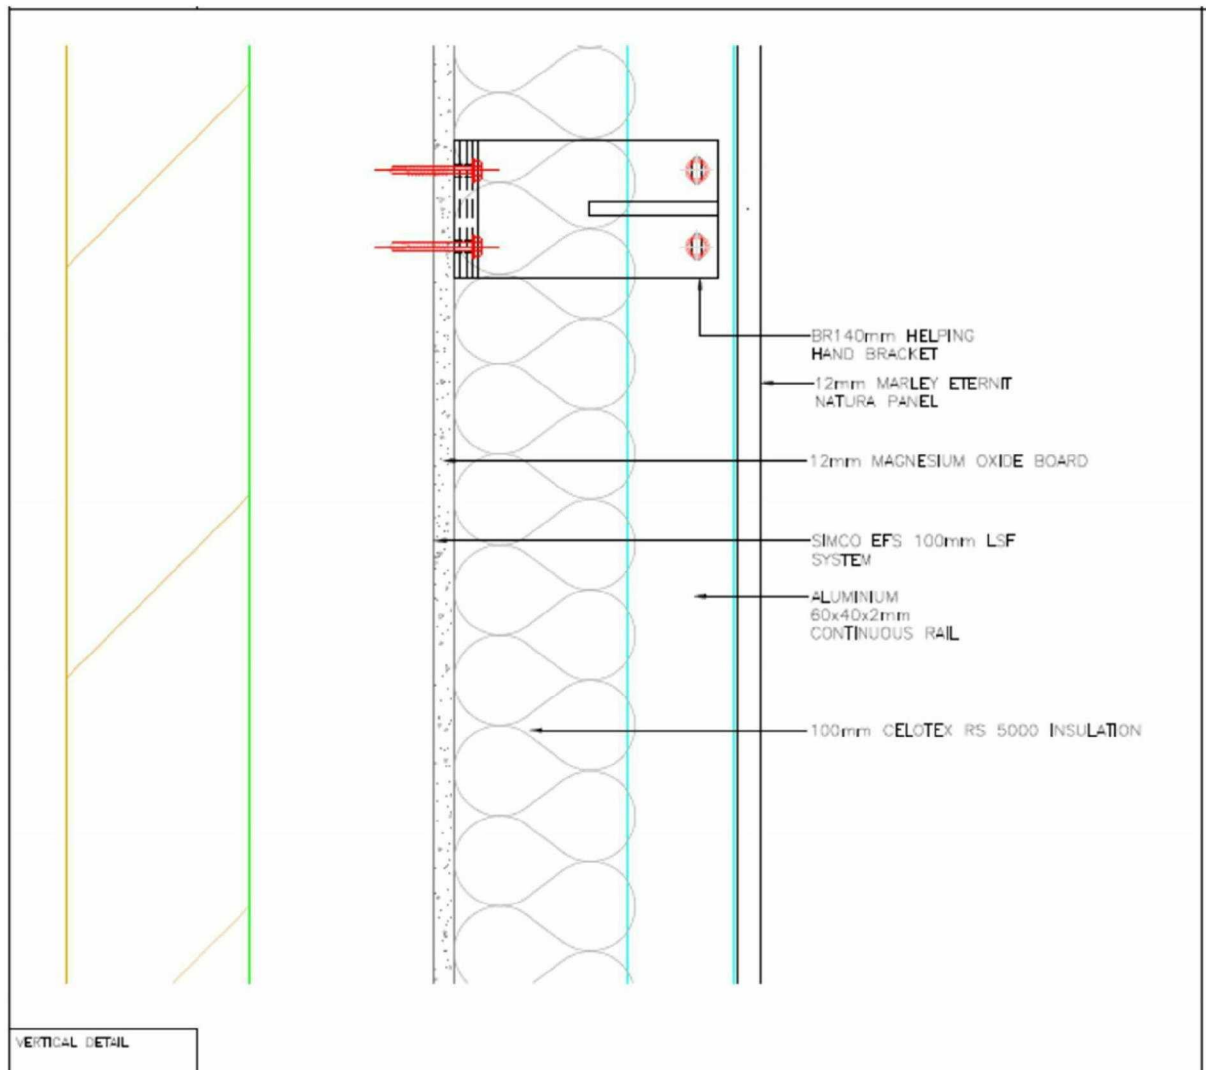 BR140mm HELPING
HAND BRACKET
12mm MARLEY ETERNIT
NATURA PANEL
12mm MAGNESIUM OXIDE BOARD
SIMCO EFS 100mm LSF
SYSTEM
ALUMINIUM
60x40x2mm
CONTINUOUS RAIL
100mm CELOTEX RS 5000 INSULATION
VERTICAL DETAIL